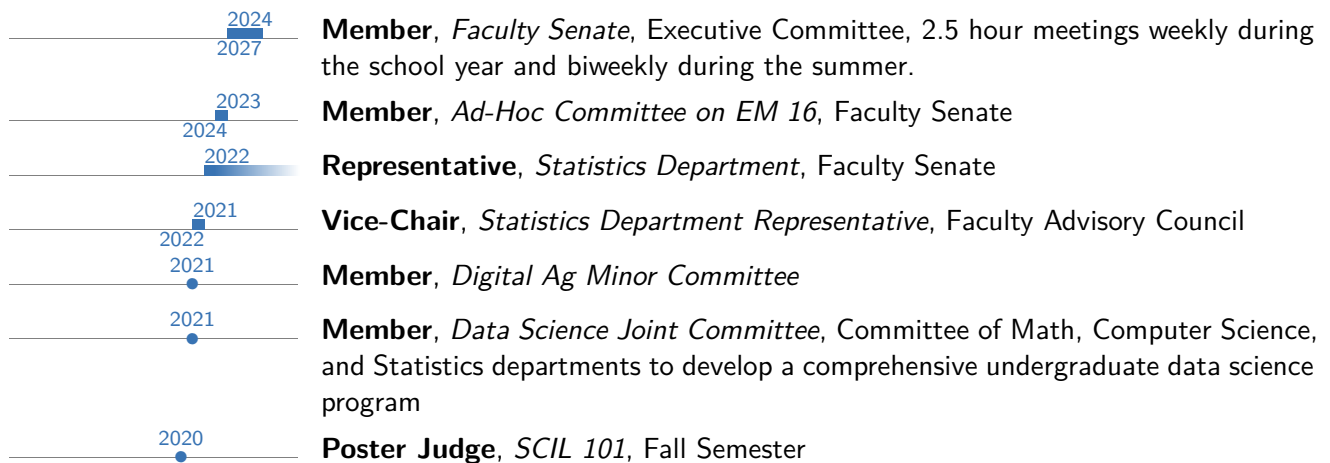 2024
2027
Member, Faculty Senate, Executive Committee, 2.5 hour meetings weekly during
the school year and biweekly during the summer.
2023
2024
Member, Ad-Hoc Committee on EM 16, Faculty Senate
2022
Representative, Statistics Department, Faculty Senate
2021
2022
Vice-Chair, Statistics Department Representative, Faculty Advisory Council
2021
Member, Digital Ag Minor Committee
2021
Member, Data Science Joint Committee, Committee of Math, Computer Science,
and Statistics departments to develop a comprehensive undergraduate data science
program
2020
Poster Judge, SCIL 101, Fall Semester